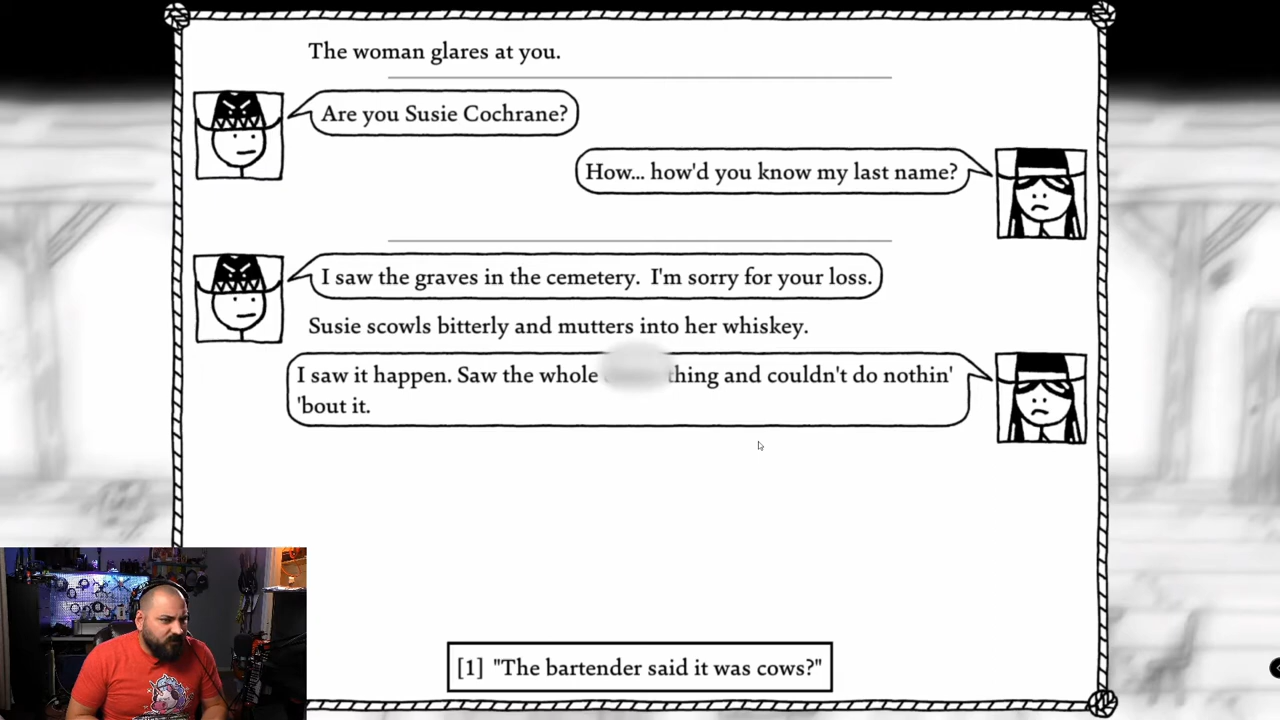 The woman glares at you.
Are you Susie Cochrane?
How... how'd you know my last name?
I saw the graves in the cemetery.  I'm sorry for your loss.
Susie scowls bitterly and mutters into her whiskey.
I saw it happen. Saw the whole thing and couldn't do nothin'
'bout it.
[1] "The bartender said it was cows?"